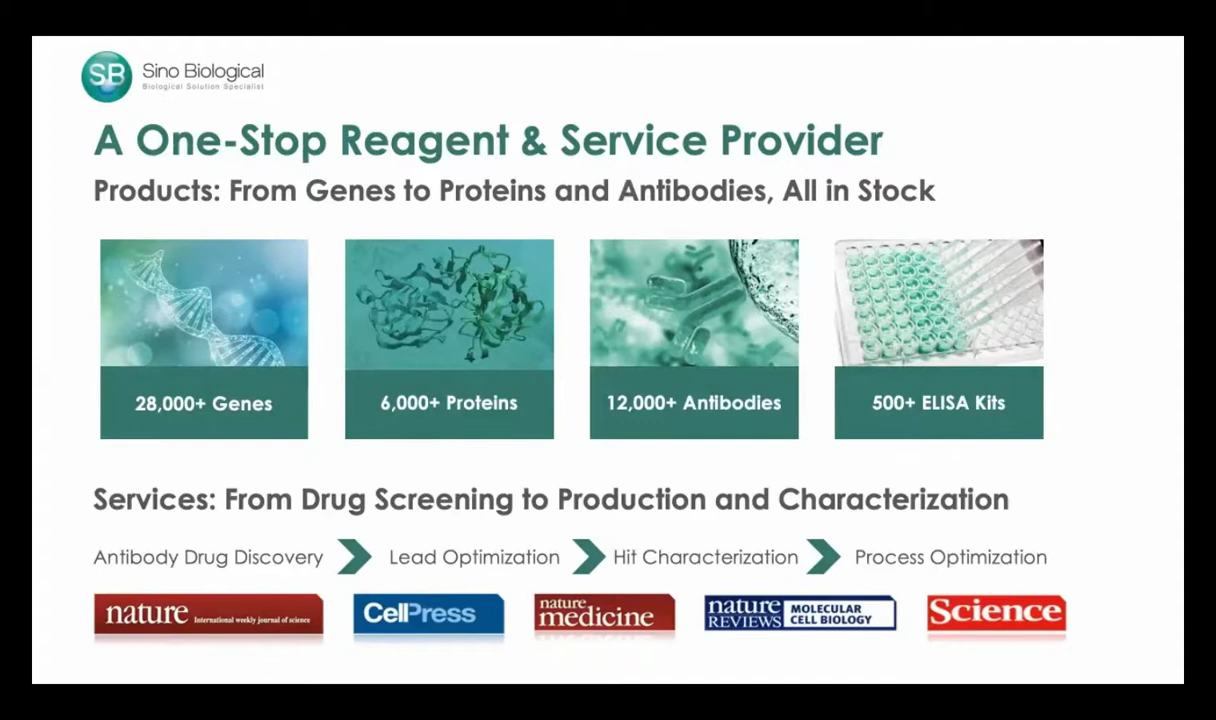 SB
Sino Biological
Biological Solution Specialist
A One-Stop Reagent & Service Provider
Products: From Genes to Proteins and Antibodies, All in Stock
28,000+ Genes
6,000+ Proteins
12,000+ Antibodies
500+ ELISA Kits
Services: From Drug Screening to Production and Characterization
Antibody Drug Discovery
Lead Optimization
Hit Characterization
Process Optimization
nature International weekly journal of science
CellPress
nature
medicine
nature
REVIEWS
MOLECULAR
CELL BIOLOGY
Science